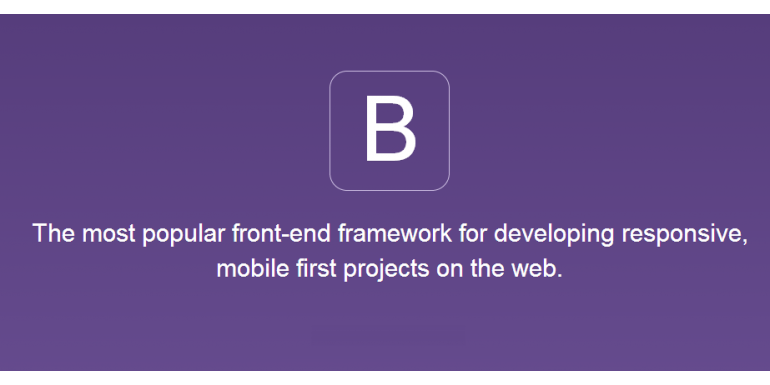 B
The most popular front-end framework for developing responsive,
mobile first projects on the web.